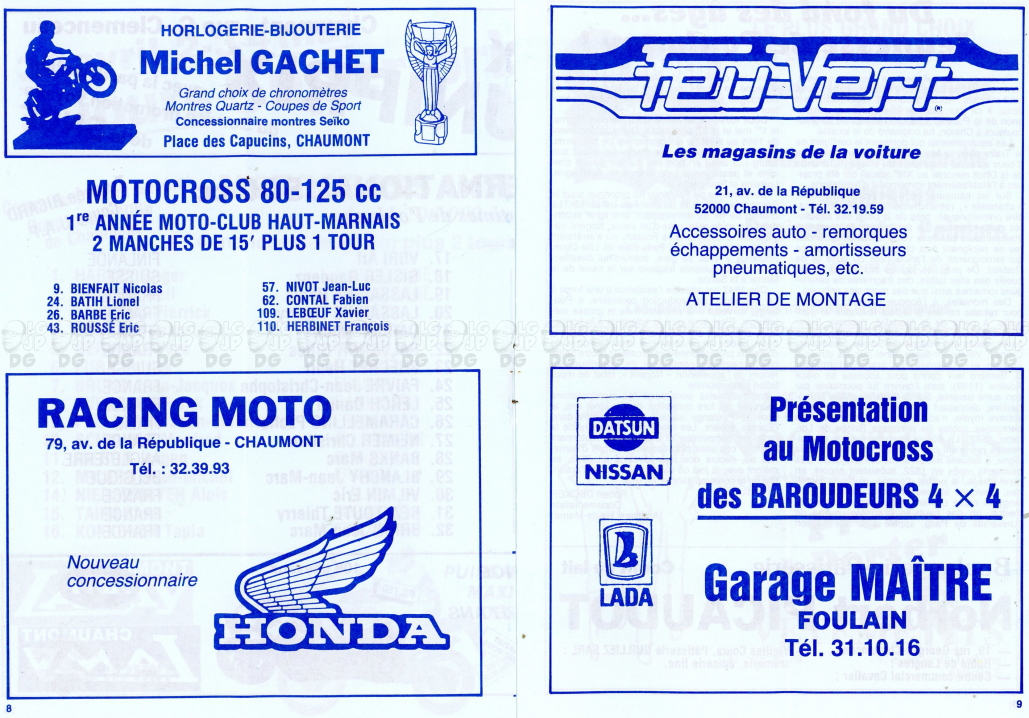 HORLOGERIE-BIJOUTERIE
Michel GACHET
Grand choix de chronomètres
Montres Quartz - Coupes de Sport
Concessionnaire montres Seïko
Place des Capucins, CHAUMONT
MOTOCROSS 80-125 cc
1re ANNÉE MOTO-CLUB HAUT-MARNAIS
2 MANCHES DE 15' PLUS 1 TOUR
9. BIENFAIT Nicolas
24. BATIH Lionel
26. BARBE Eric
43. ROUSSÉ Eric
57. NIVOT Jean-Luc
62. CONTAL Fabien
109. LEBŒUF Xavier
110. HERBINET François
RACING MOTO
79, av. de la République - CHAUMONT
Tél. : 32.39.93
Nouveau
concessionnaire
HONDA
8
feu Vert
Les magasins de la voiture
21, av. de la République
52000 Chaumont - Tél. 32.19.59
Accessoires auto - remorques
échappements - amortisseurs
pneumatiques, etc.
ATELIER DE MONTAGE
DATSUN
NISSAN
LADA
Présentation
au Motocross
des BAROUDEURS 4 × 4
Garage MAÎTRE
FOULAIN
Tél. 31.10.16
9